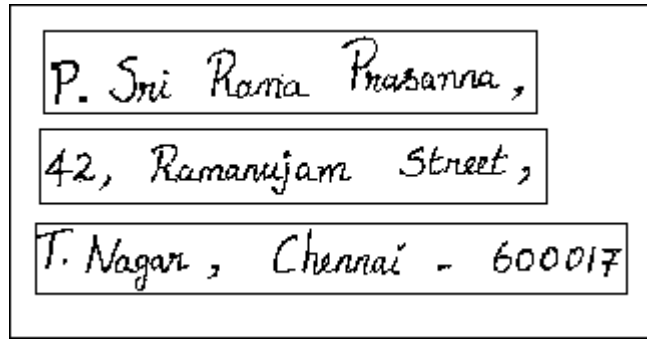 P. Sri Rama Prasanna,
42, Ramanujam Street,
T. Nagar, Chennai - 600017